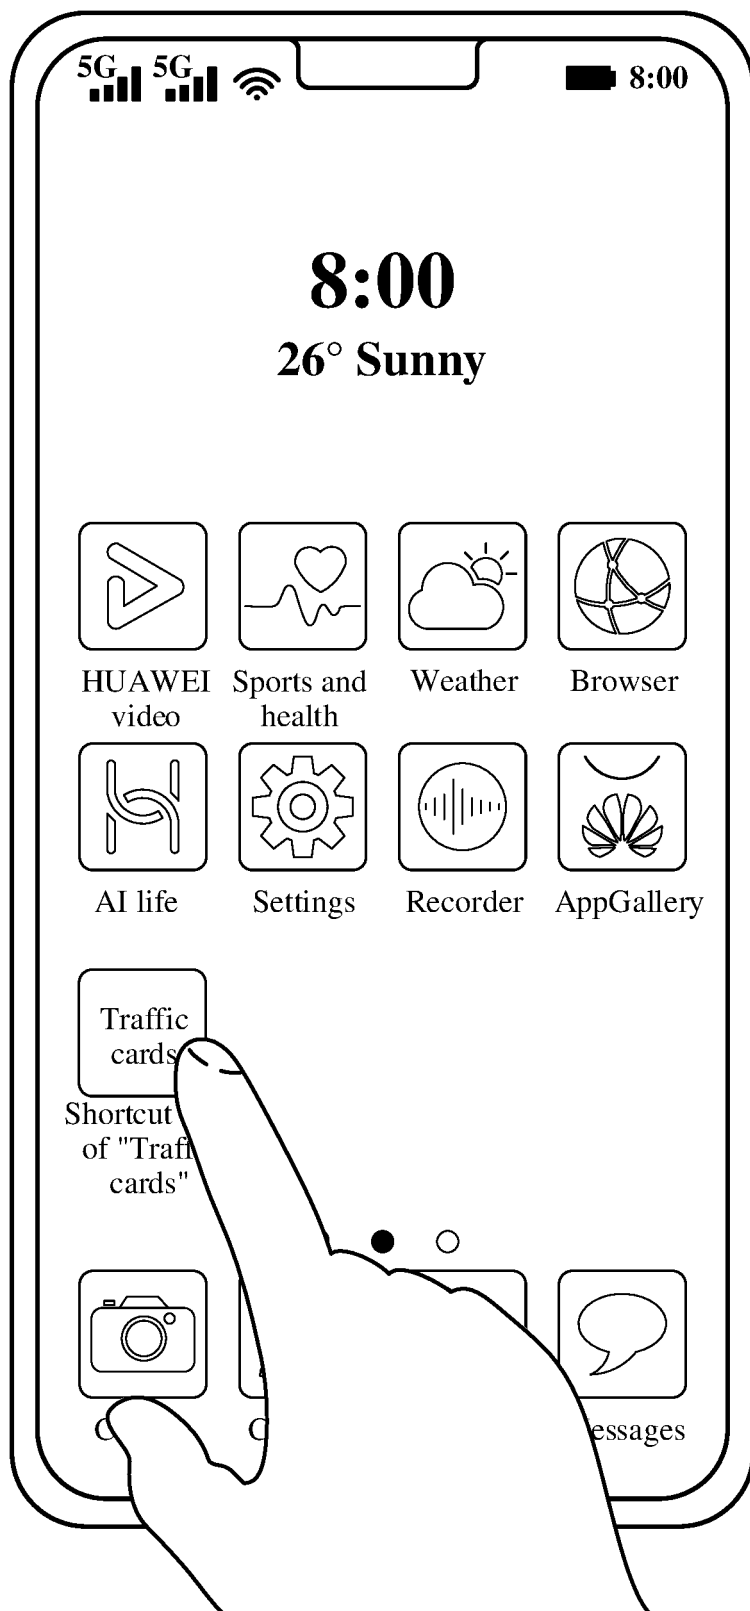 5G 5G 8:00
8:00
26° Sunny
HUAWEI video
Sports and health
Weather
Browser
AI life
Settings
Recorder
AppGallery
Traffic
cards
Shortcut
of "Traff
cards"
essages